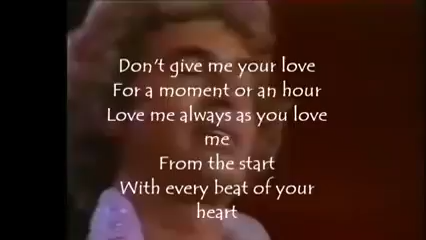 Don't give me your love
For a moment or an hour
Love me always as you love
me
From the start
With every beat of your
heart